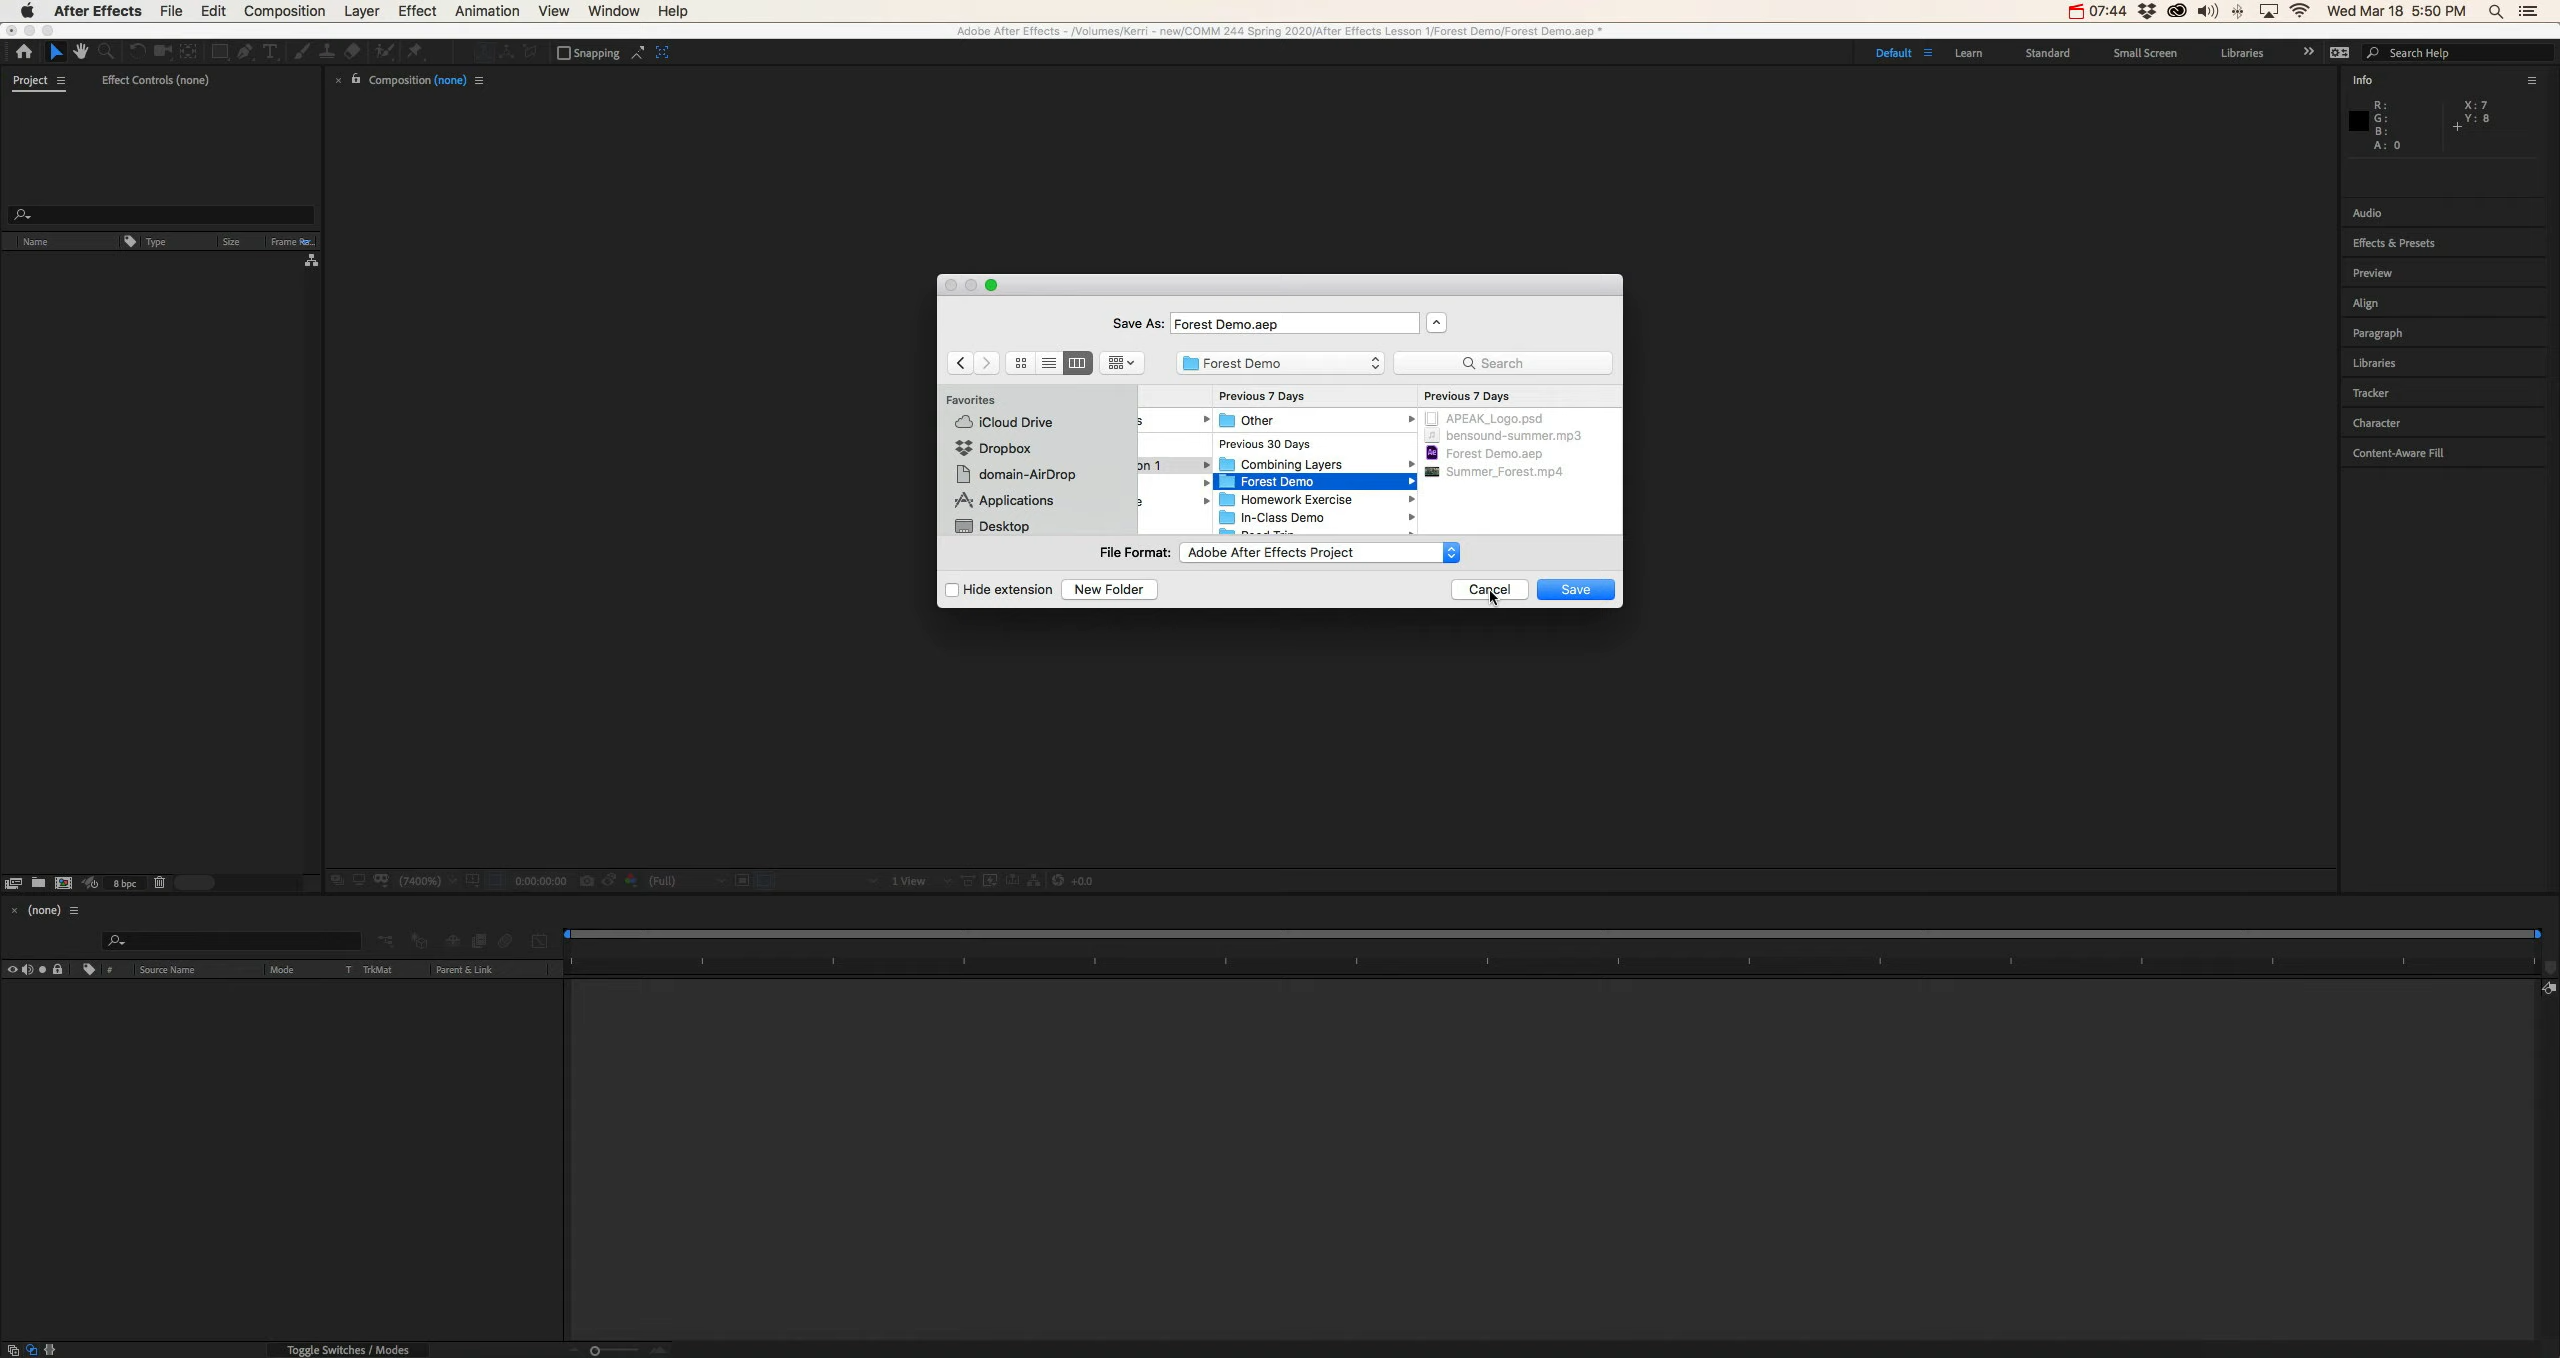 After Effects File Edit Composition Layer Effect Animation View Window Help 07:44 Wed Mar 18 5:50 PM
Adobe After Effects - /Volumes/Kerri - new/COMM 244 Spring 2020/After Effects Lesson 1/Forest Demo/Forest Demo.aep *
Snapping Default Learn Standard Small Screen Libraries >> Search Help
Project Effect Controls (none) Composition (none) Info
R: X: 7
G: Y: 8
B:
A: 0
Audio
Effects & Presets
Preview
Align
Paragraph
Libraries
Tracker
Character
Content-Aware Fill
Name Type Size Frame Ra...
Save As: Forest Demo.aep
Forest Demo Search
Favorites
iCloud Drive
Dropbox
domain-AirDrop
Applications
Desktop
s
on 1
e
Previous 7 Days
Other
Previous 30 Days
Combining Layers
Forest Demo
Homework Exercise
In-Class Demo
Previous 7 Days
APEAK_Logo.psd
bensound-summer.mp3
Forest Demo.aep
Summer_Forest.mp4
File Format: Adobe After Effects Project
Hide extension New Folder Cancel Save
8 bpc (7400%) 0:00:00:00 (Full) 1 View +0.0
(none)
# Source Name Mode T TrkMat Parent & Link
Toggle Switches / Modes